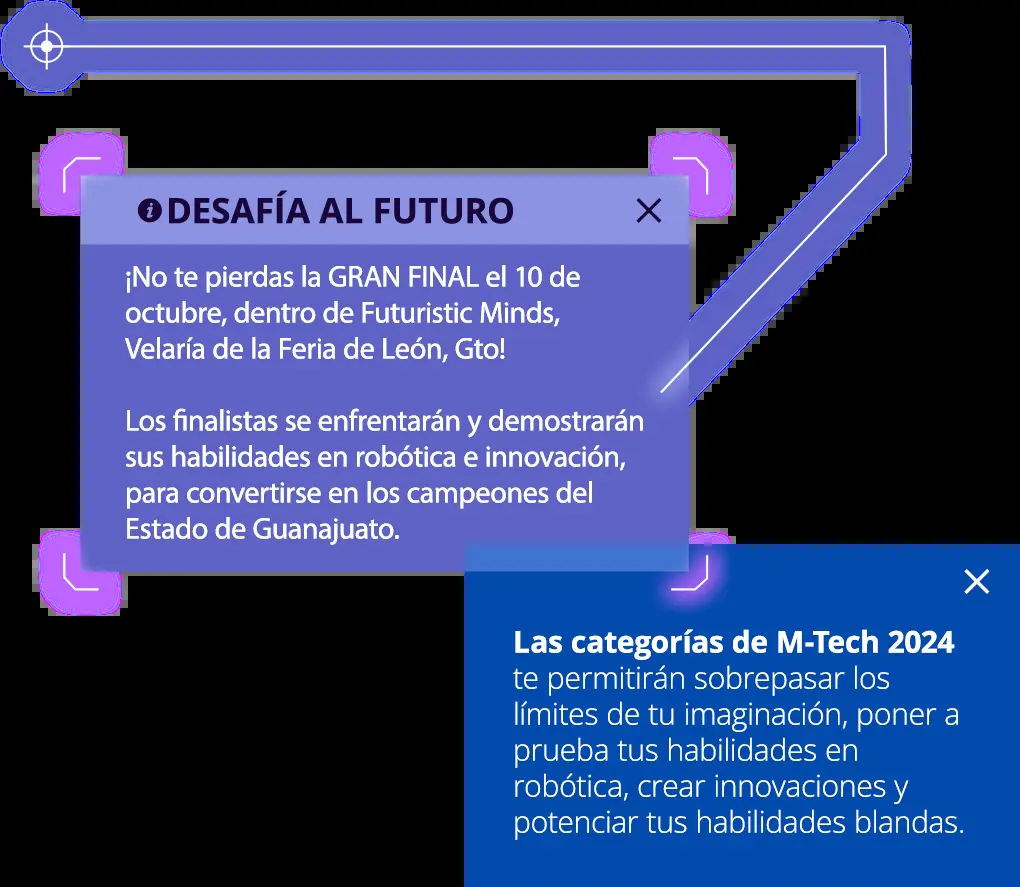 DESAFÍA AL FUTURO
¡No te pierdas la GRAN FINAL el 10 de
octubre, dentro de Futuristic Minds,
Velaría de la Feria de León, Gto!
Los finalistas se enfrentarán y demostrarán
sus habilidades en robótica e innovación,
para convertirse en los campeones del
Estado de Guanajuato.
Las categorías de M-Tech 2024
te permitirán sobrepasar los
límites de tu imaginación, poner a
prueba tus habilidades en
robótica, crear innovaciones y
potenciar tus habilidades blandas.